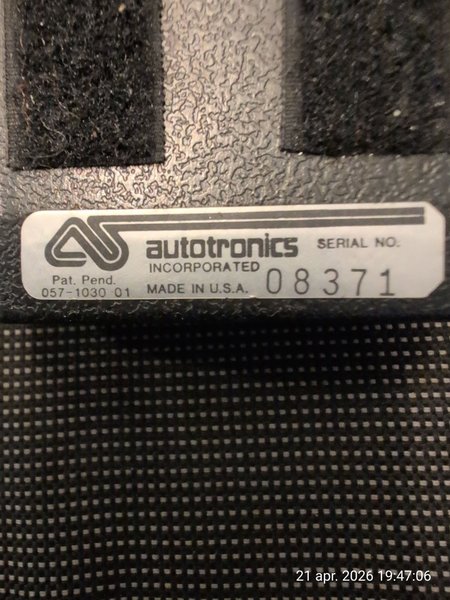 autotronics SERIAL NO.
INCORPORATED
Pat. Pend.
057-1030 01 MADE IN U.S.A. 08371
21 apr. 2026 19:47:06